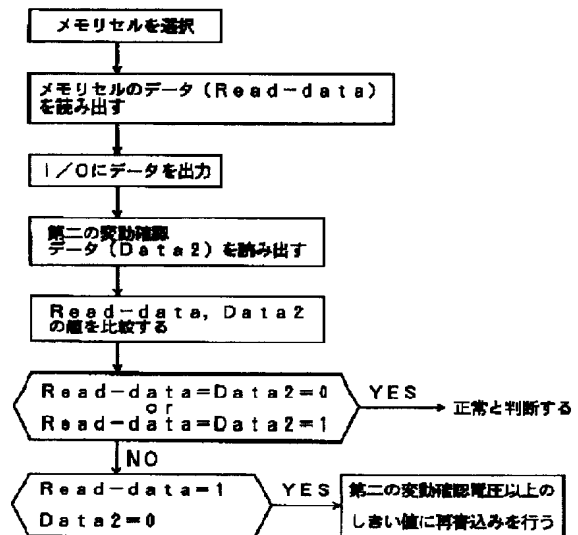 メモリセルを選択
メモリセルのデータ（Read-data）
を読み出す
I/Oにデータを出力
第二の変動確認
データ（Data2）を読み出す
Read-data, Data2
の値を比較する
Read-data=Data2=0
or
Read-data=Data2=1
YES
正常と判断する
NO
Read-data=1
Data2=0
YES
第二の変動確認電圧以上の
しきい値に再書込みを行う